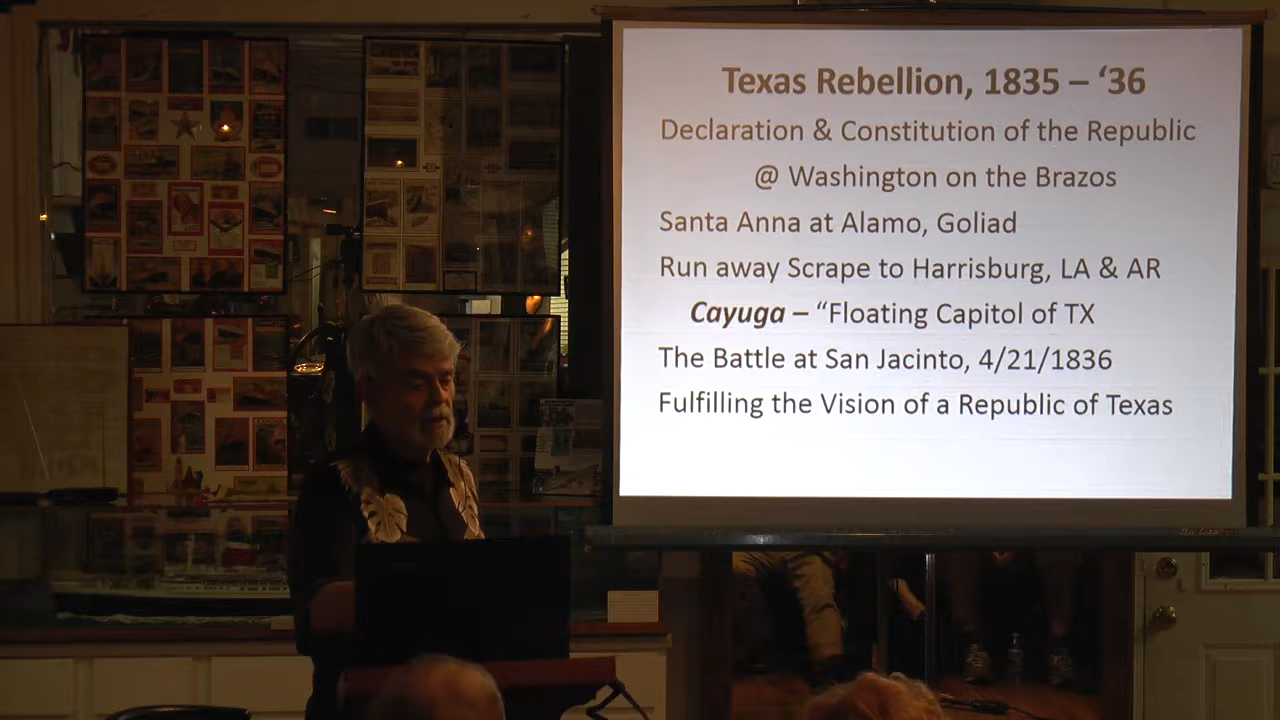 Texas Rebellion, 1835 – ‘36
Declaration & Constitution of the Republic
@ Washington on the Brazos
Santa Anna at Alamo, Goliad
Run away Scrape to Harrisburg, LA & AR
Cayuga – “Floating Capitol of TX
The Battle at San Jacinto, 4/21/1836
Fulfilling the Vision of a Republic of Texas